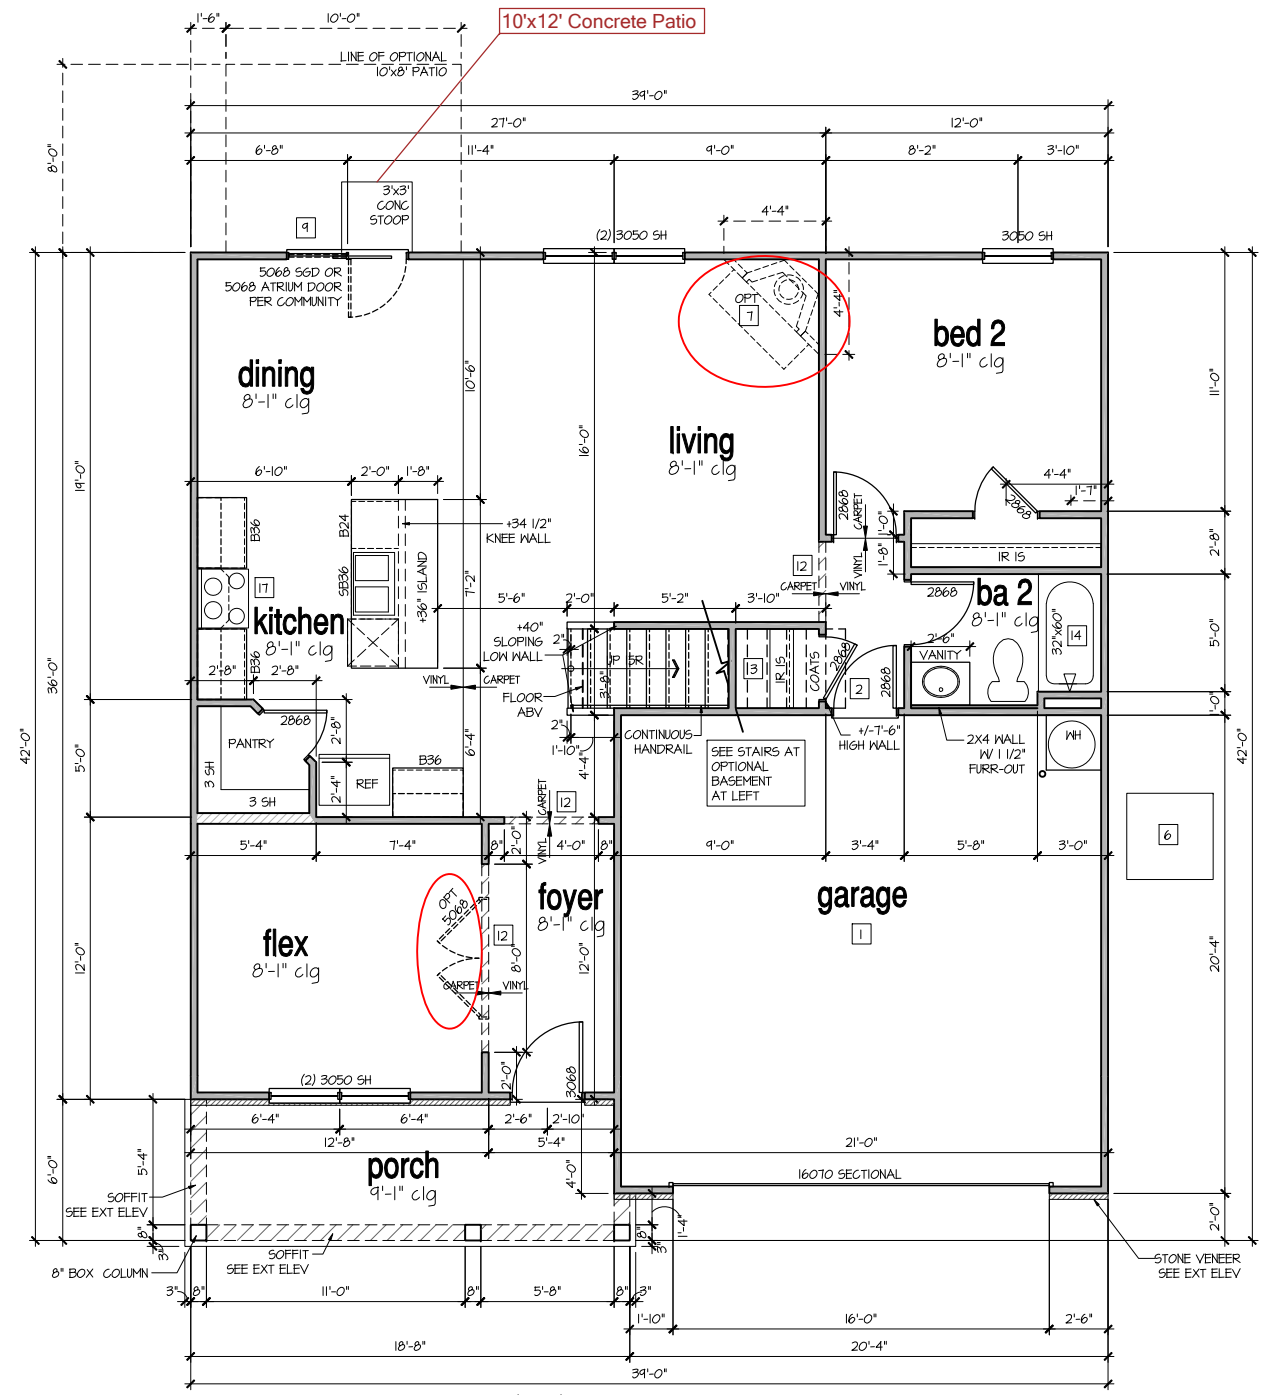 10'x12' Concrete Patio
1'-6"
10'-0"
LINE OF OPTIONAL
10'x8' PATIO
39'-0"
27'-0"
12'-0"
8'-0"
6'-8"
11'-4"
9'-0"
8'-2"
3'-10"
3'x3'
CONC
STOOP
4'-4"
9
(2) 3050 SH
3050 SH
5068 SGD OR
5068 ATRIUM DOOR
PER COMMUNITY
OPT
7
4'-4"
bed 2
8'-1" clg
dining
8'-1" clg
10'-6"
11'-0"
living
8'-1" clg
16'-0"
19'-0"
6'-10"
2'-0"
1'-8"
4'-4"
1'-7"
2868
CARPET
2868
B36
B24
+34 1/2"
KNEE WALL
1'-0"
1'-8"
2'-8"
IR 1S
VINYL
12
17
5B36
+36" ISLAND
7'-2"
CARPET
VINYL
2868
ba 2
8'-1" clg
kitchen
8'-1" clg
5'-6"
2'-0"
5'-2"
3'-10"
32"x60"
14
5'-0"
+40"
SLOPING
LOW WALL
2"
UP 5R
13
IR 1S
COATS
2868
2'-6"
VANITY
36'-0"
B36
2'-8"
2'-8"
VINYL
CARPET
3'-8"
FLOOR
ABV
2
2868
1'-0"
2868
PANTRY
2'-8"
2"
1'-10"
CONTINUOUS
HANDRAIL
+/-7'-6"
HIGH WALL
2X4 WALL
W/ 1 1/2"
FURR-OUT
WH
42'-0"
5'-0"
6'-4"
4'-4"
SEE STAIRS AT
OPTIONAL
BASEMENT
AT LEFT
42'-0"
3 SH
3 SH
REF
2'-4"
B36
CARPET
12
6
5'-4"
7'-4"
8"
2'-0"
VINYL
4'-0"
8"
9'-0"
3'-4"
5'-8"
3'-0"
OPT
5068
foyer
8'-1" clg
garage
1
flex
8'-1" clg
12
8'-0"
12'-0"
12'-0"
20'-4"
CARPET
VINYL
(2) 3050 SH
2'-0"
3068
6'-4"
6'-4"
2'-6"
2'-10"
12'-8"
5'-4"
21'-0"
6'-0"
5'-4"
porch
9'-1" clg
4'-0"
16070 SECTIONAL
SOFFIT
SEE EXT ELEV
8"
3"
SOFFIT
SEE EXT ELEV
8"
3"
1'-4"
2'-0"
8" BOX COLUMN
STONE VENEER
SEE EXT ELEV
3"
8"
11'-0"
8"
5'-8"
8"
3"
1'-10"
16'-0"
2'-6"
18'-8"
20'-4"
39'-0"